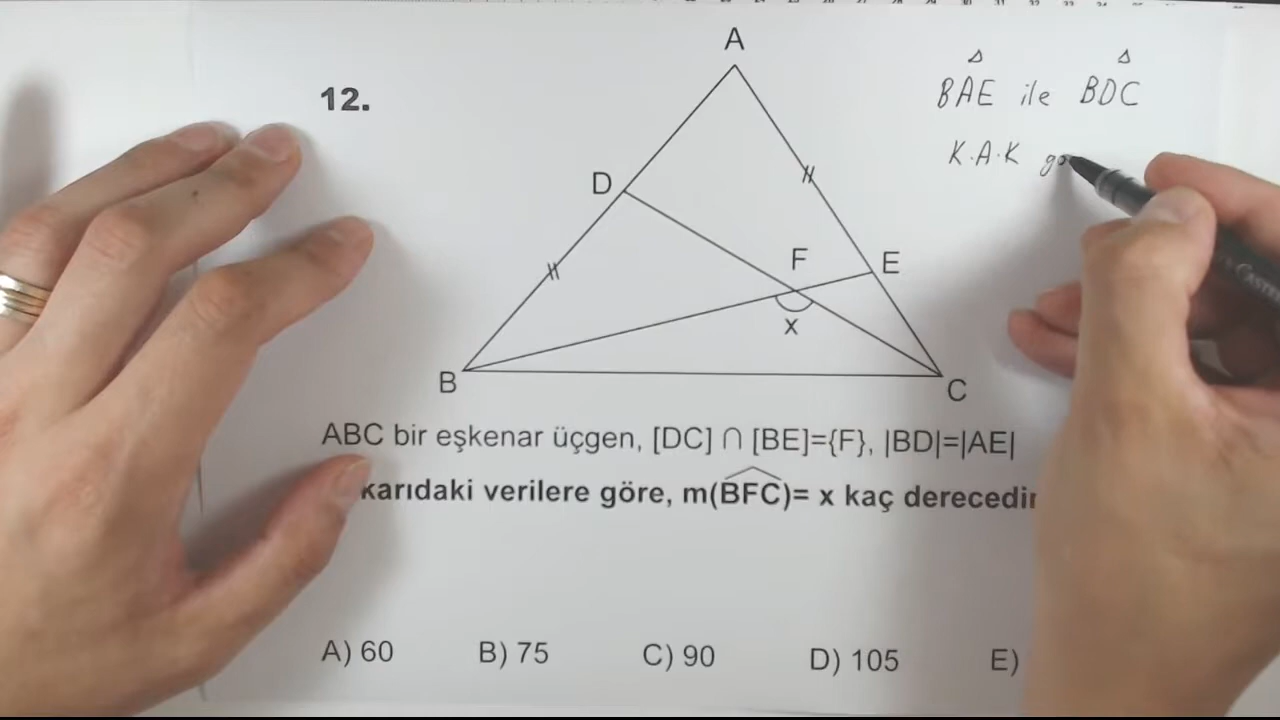 12.
A
BAE ile BDC
K.A.K
D
F
E
x
B
C
ABC bir eşkenar üçgen, [DC] ∩ [BE]={F}, |BD|=|AE|
karıdaki verilere göre, m(BFC)= x kaç derecedir
A) 60 B) 75 C) 90 D) 105 E)